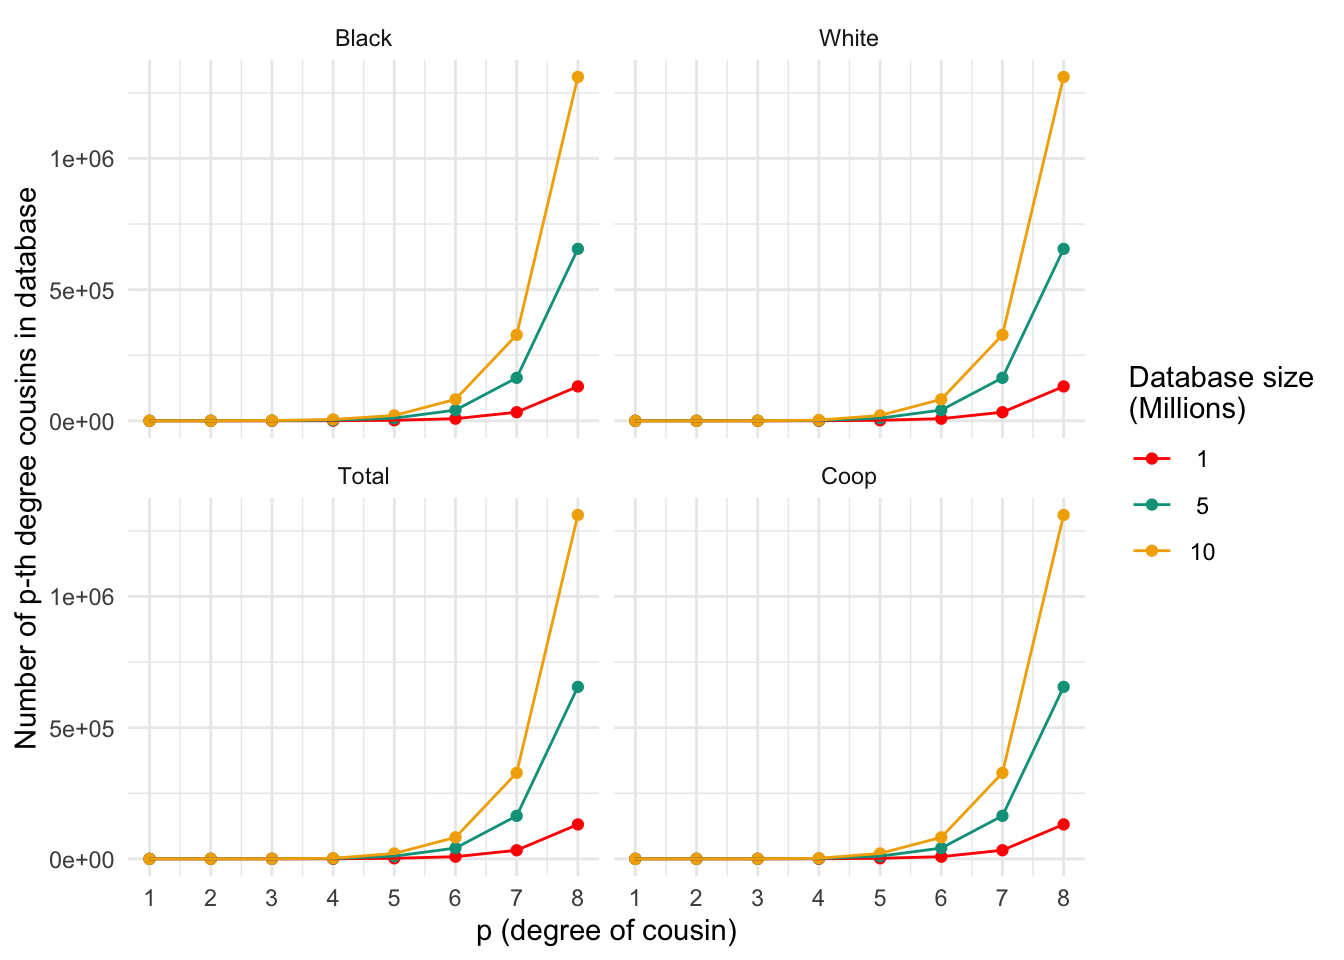 Black
White
1e+06
5e+05
0e+00
Total
Coop
1e+06
5e+05
0e+00
1 2 3 4 5 6 7 8
1 2 3 4 5 6 7 8
p (degree of cousin)
Number of p-th degree cousins in database
Database size
(Millions)
1
5
10